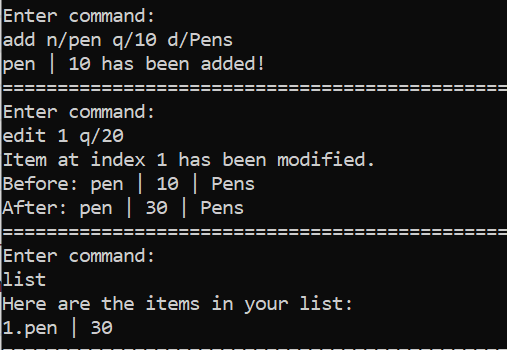 Enter command:
add n/pen q/10 d/Pens
pen | 10 has been added!
==============================================
Enter command:
edit 1 q/20
Item at index 1 has been modified.
Before: pen | 10 | Pens
After: pen | 30 | Pens
==============================================
Enter command:
list
Here are the items in your list:
1.pen | 30